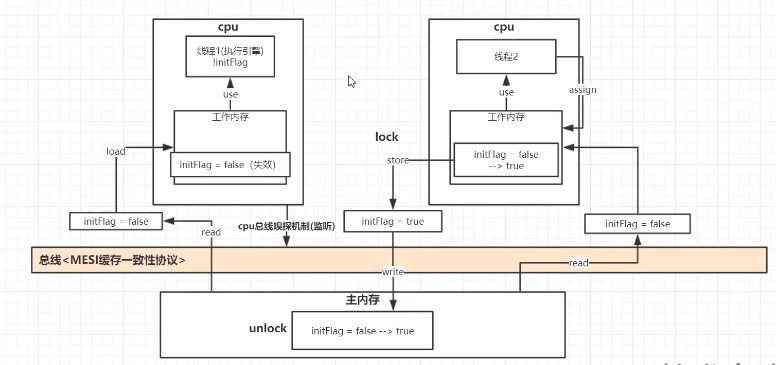 cpu
cpu
线程1(执行引擎)
!initFlag
线程2
use
use
assign
工作内存
工作内存
lock
load
store
initFlag = false（失效）
initFlag = false
--> true
initFlag = false
initFlag = true
initFlag = false
read
cpu总线嗅探机制(监听)
总线<MESI缓存一致性协议>
write
read
主内存
unlock
initFlag = false --> true